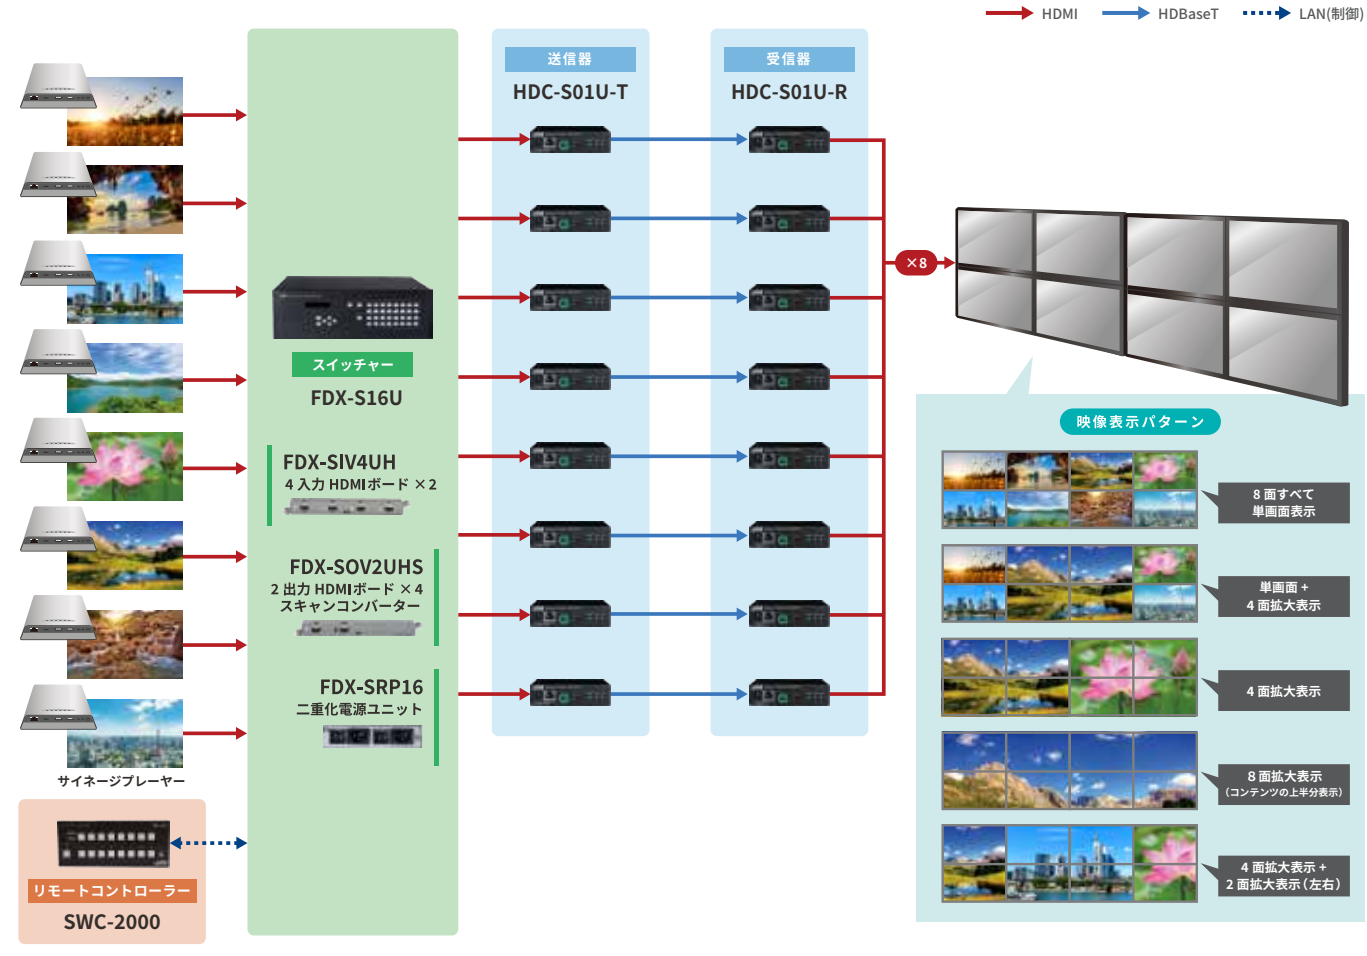 HDMI
HDBaseT
LAN(制御)
送信器
HDC-S01U-T
受信器
HDC-S01U-R
×8
スイッチャー
FDX-S16U
FDX-SIV4UH
4 入力 HDMIボード ×2
FDX-SOV2UHS
2 出力 HDMIボード ×4
スキャンコンバーター
FDX-SRP16
二重化電源ユニット
サイネージプレーヤー
リモートコントローラー
SWC-2000
映像表示パターン
8 面すべて
単画面表示
単画面 +
4 面拡大表示
4 面拡大表示
8 面拡大表示
(コンテンツの上半分表示)
4 面拡大表示 +
2 面拡大表示(左右)